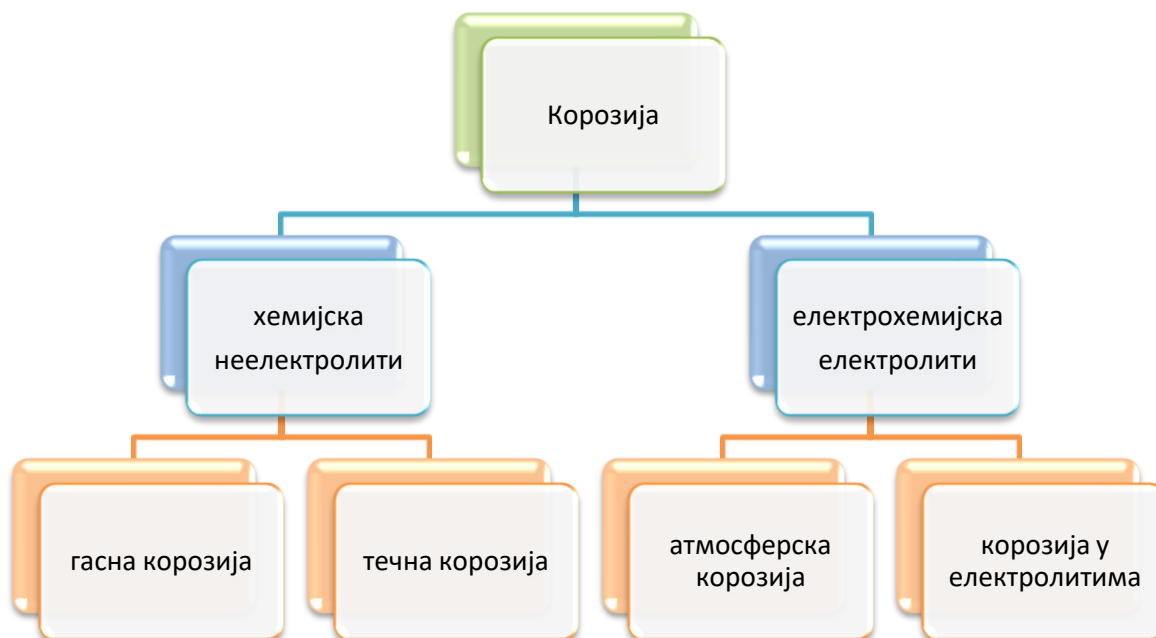 Корозија
хемијска
неелектролити
електрохемијска
електролити
гасна корозија
течна корозија
атмосферска
корозија
корозија у
електролитима